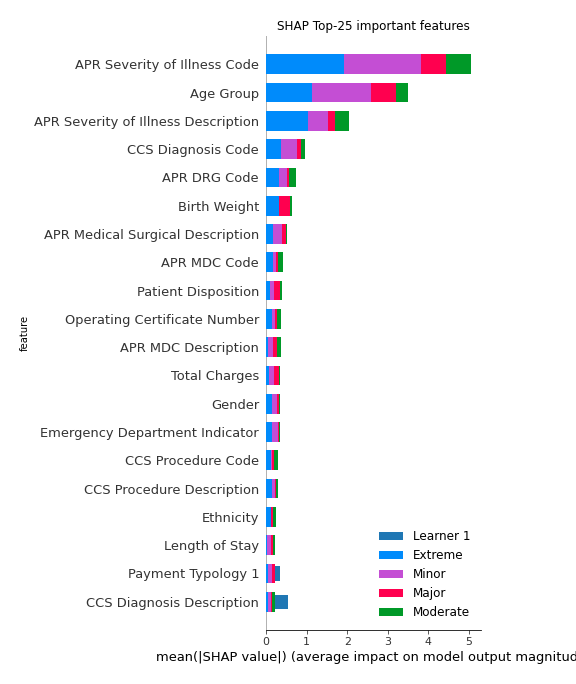 SHAP Top-25 important features
APR Severity of Illness Code
Age Group
APR Severity of Illness Description
CCS Diagnosis Code
APR DRG Code
Birth Weight
APR Medical Surgical Description
APR MDC Code
Patient Disposition
Operating Certificate Number
APR MDC Description
Total Charges
Gender
Emergency Department Indicator
CCS Procedure Code
CCS Procedure Description
Ethnicity
Length of Stay
Payment Typology 1
CCS Diagnosis Description
feature
Learner 1
Extreme
Minor
Major
Moderate
0 1 2 3 4 5
mean(|SHAP value|) (average impact on model output magnitud